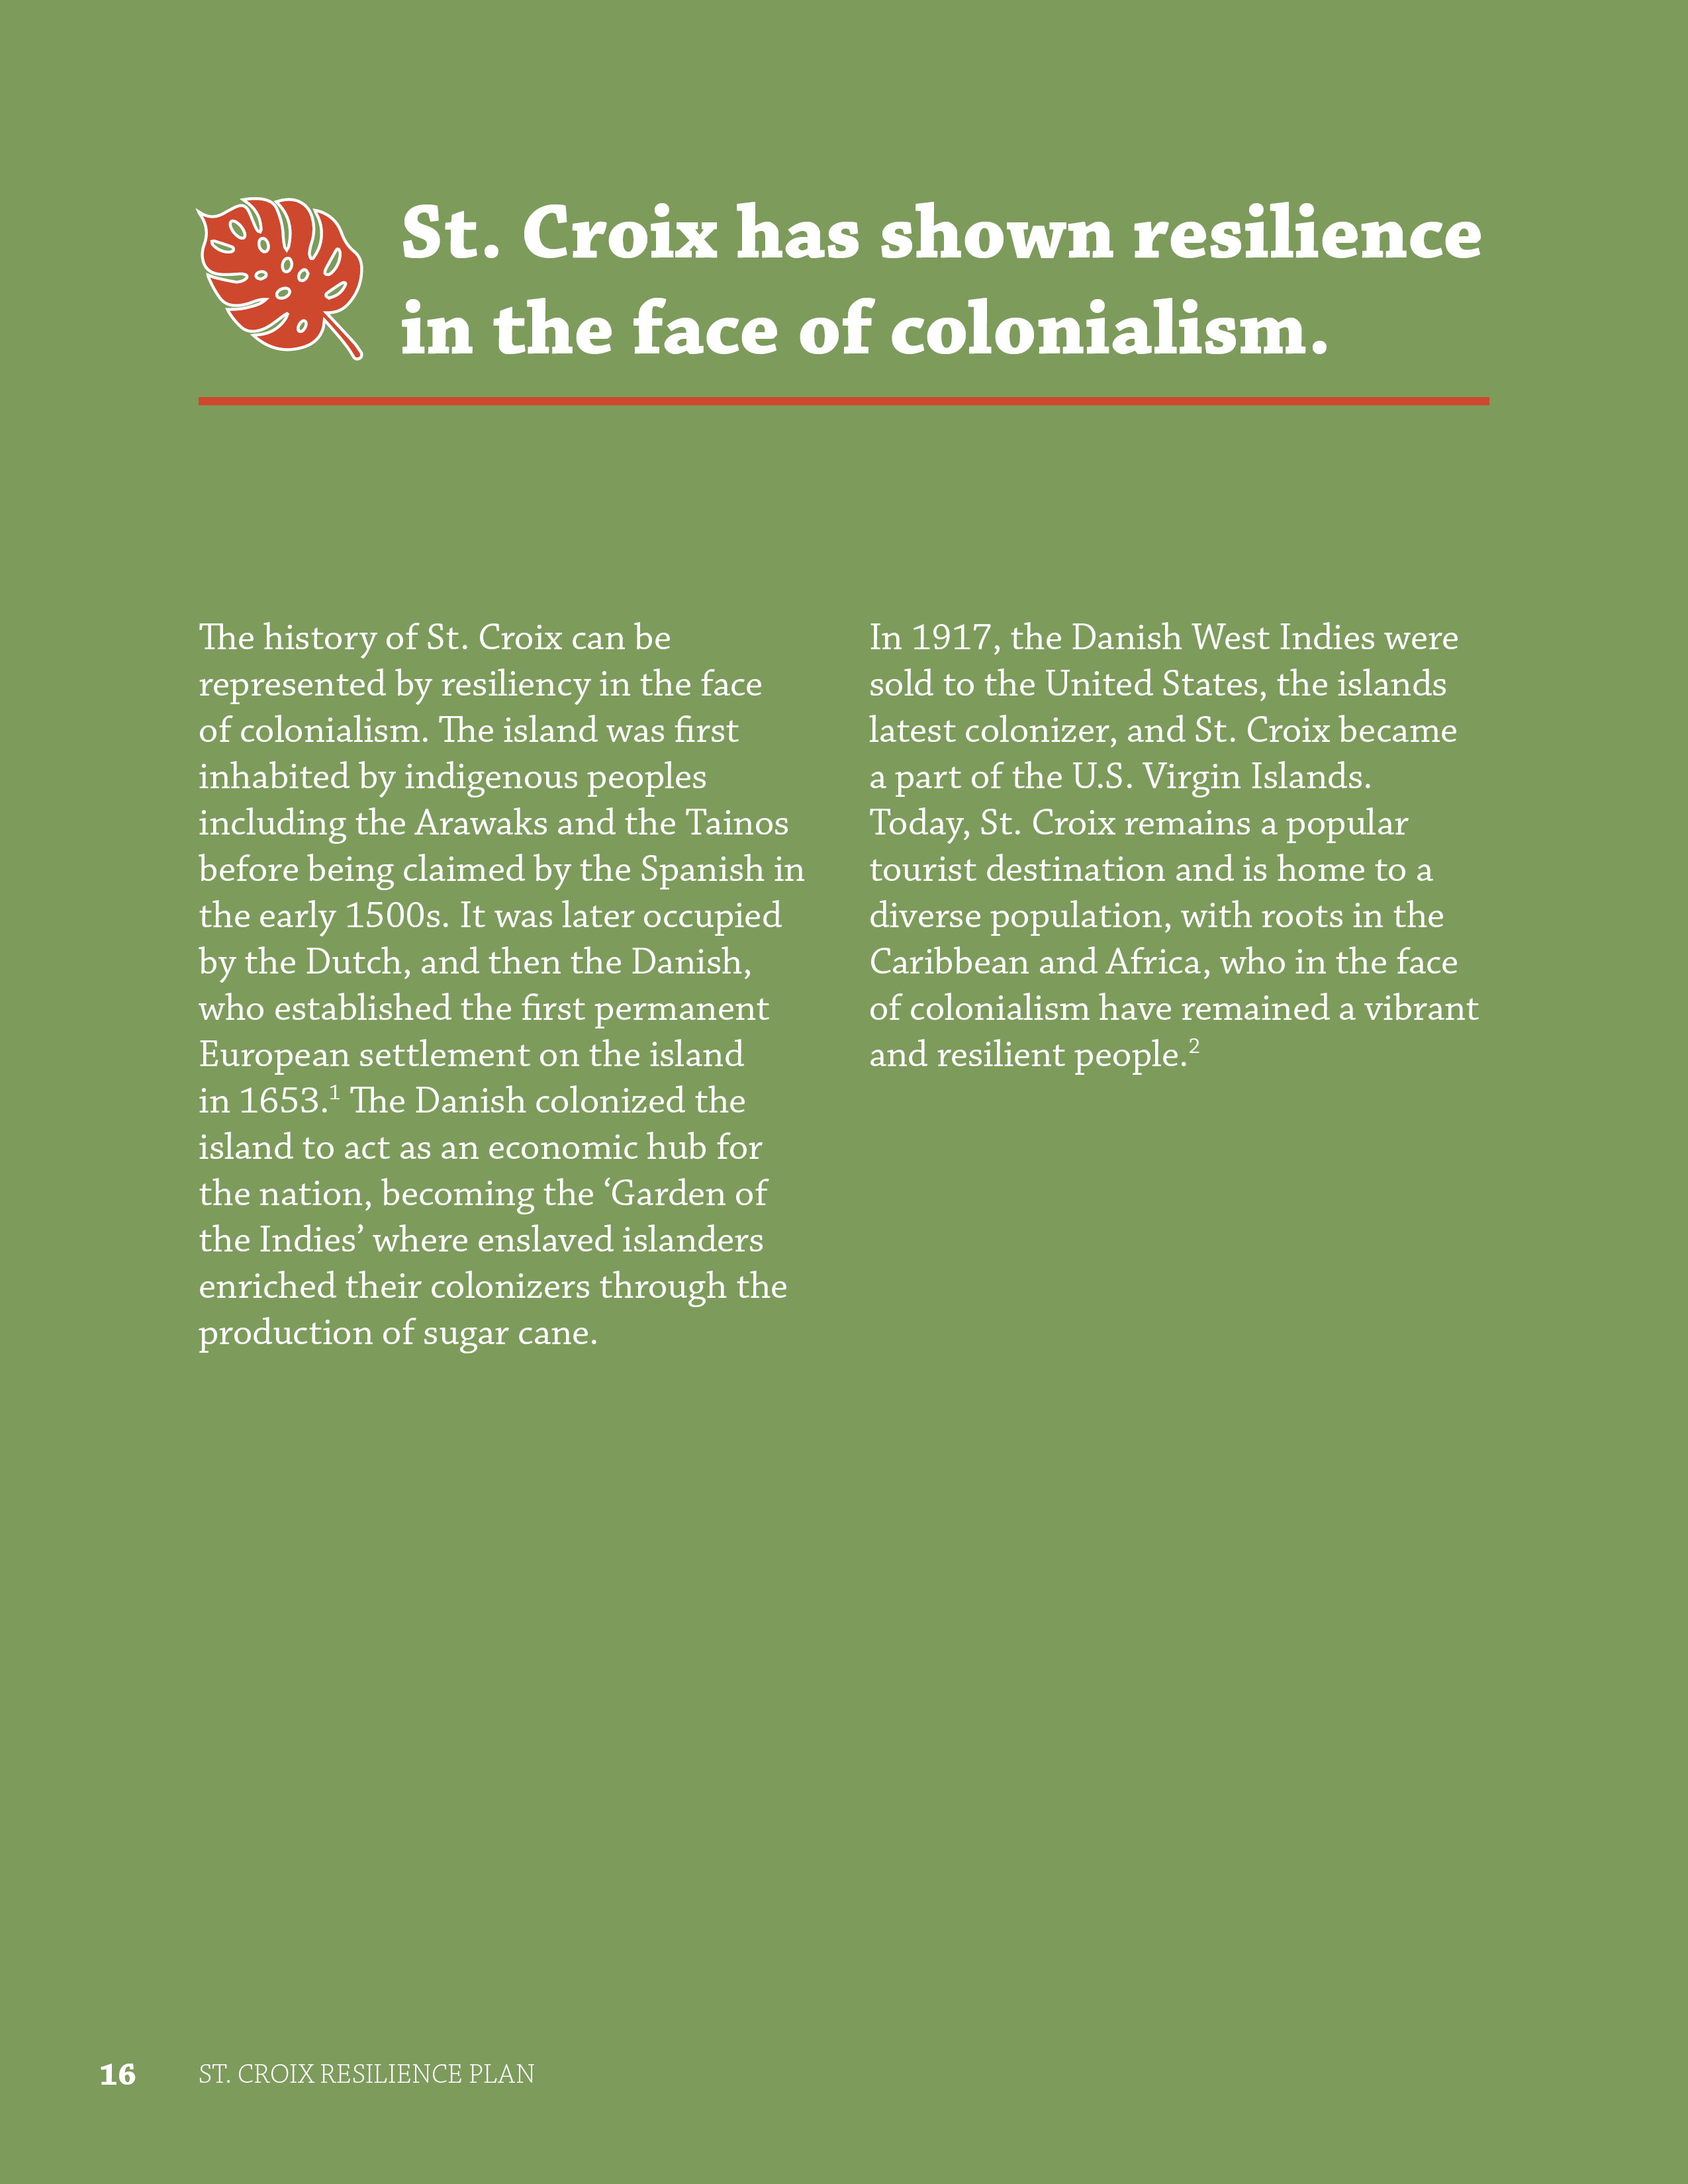 St. Croix has shown resilience
in the face of colonialism.
The history of St. Croix can be
represented by resiliency in the face
of colonialism. The island was first
inhabited by indigenous peoples
including the Arawaks and the Tainos
before being claimed by the Spanish in
the early 1500s. It was later occupied
by the Dutch, and then the Danish,
who established the first permanent
European settlement on the island
in 1653.¹ The Danish colonized the
island to act as an economic hub for
the nation, becoming the ‘Garden of
the Indies’ where enslaved islanders
enriched their colonizers through the
production of sugar cane.
In 1917, the Danish West Indies were
sold to the United States, the islands
latest colonizer, and St. Croix became
a part of the U.S. Virgin Islands.
Today, St. Croix remains a popular
tourist destination and is home to a
diverse population, with roots in the
Caribbean and Africa, who in the face
of colonialism have remained a vibrant
and resilient people.²
16 ST. CROIX RESILIENCE PLAN